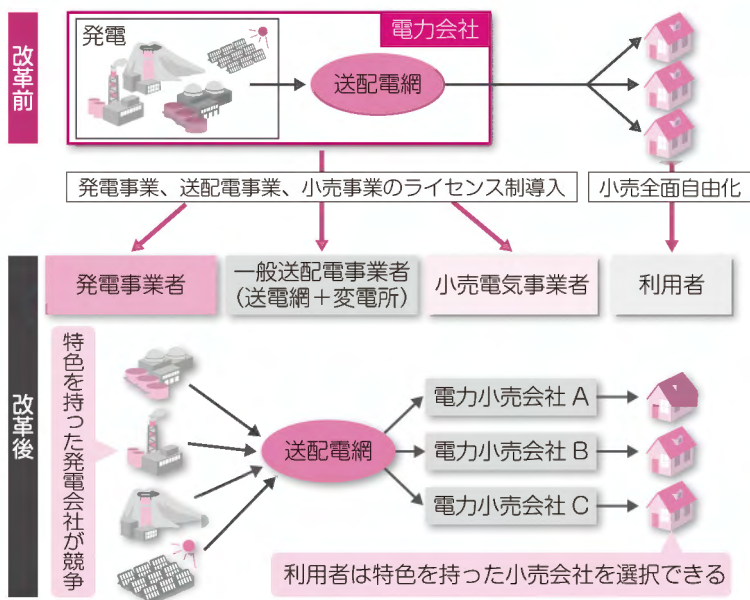 改革前
発電
電力会社
送配電網
発電事業、送配電事業、小売事業のライセンス制導入
小売全面自由化
改革後
発電事業者
一般送配電事業者
（送電網＋変電所）
小売電気事業者
利用者
特色を持った発電会社が競争
送配電網
電力小売会社 A
電力小売会社 B
電力小売会社 C
利用者は特色を持った小売会社を選択できる